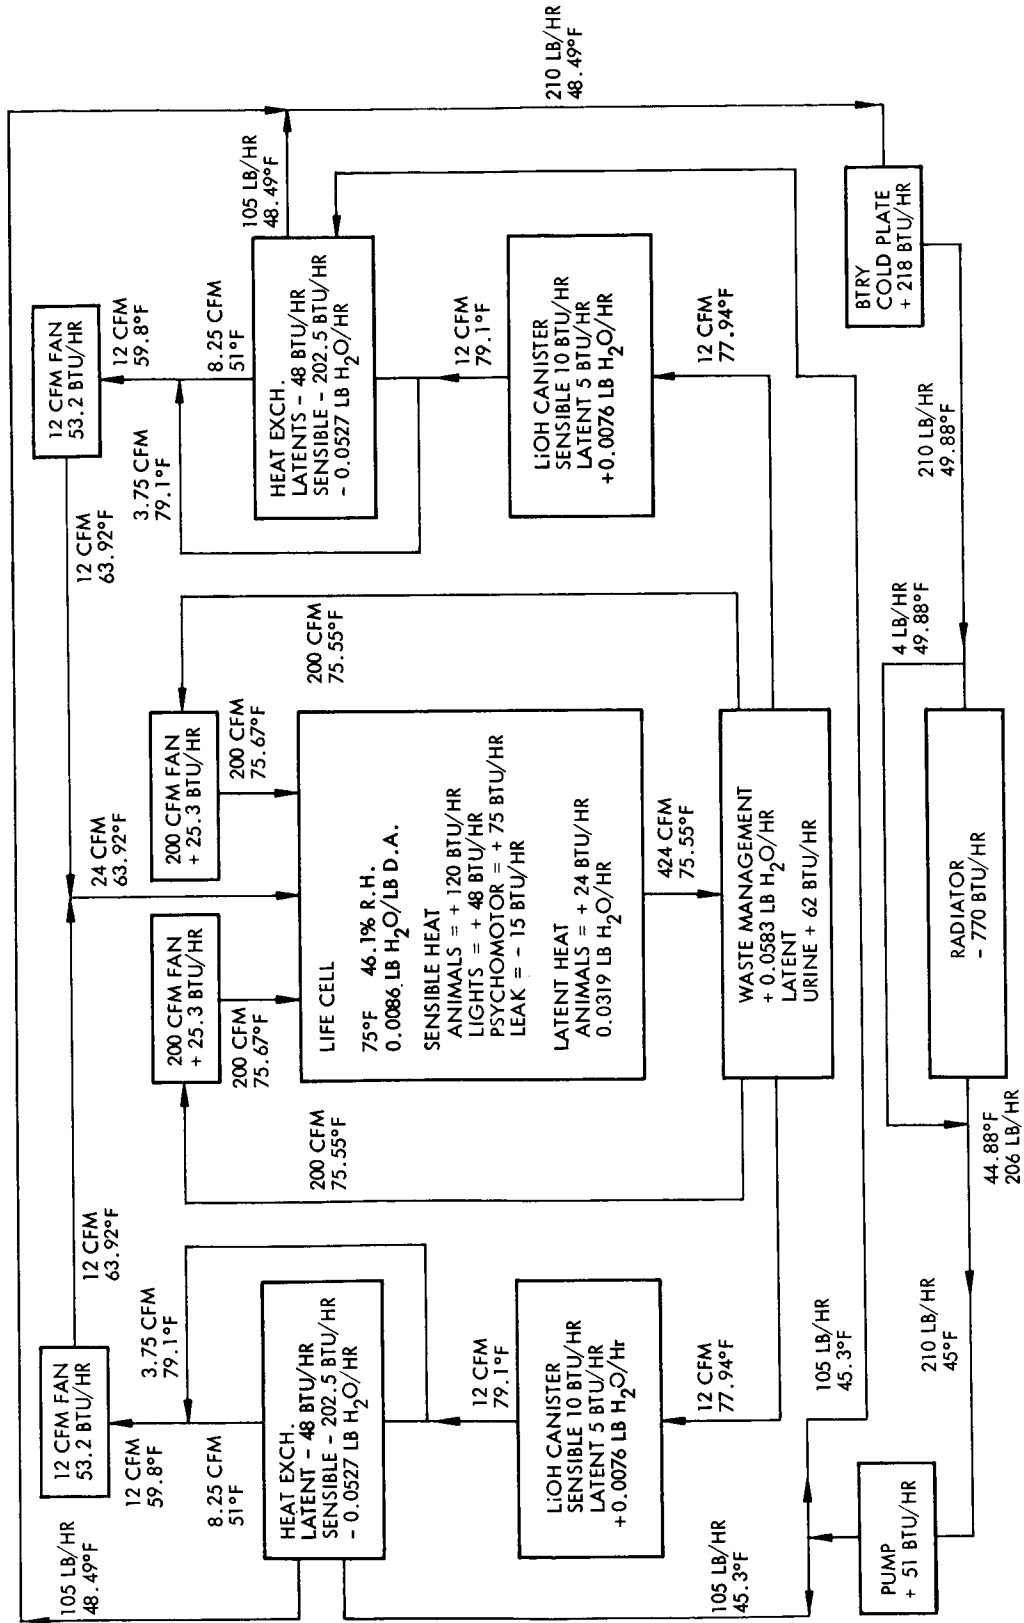 105 LB/HR
48.49°F
12 CFM FAN
53.2 BTU/HR
12 CFM
63.92°F
24 CFM
63.92°F
12 CFM
63.92°F
12 CFM FAN
53.2 BTU/HR
12 CFM
59.8°F
3.75 CFM
79.1°F
8.25 CFM
51°F
HEAT EXCH.
LATENT - 48 BTU/HR
SENSIBLE - 202.5 BTU/HR
- 0.0527 LB H2O/HR
12 CFM
79.1°F
LiOH CANISTER
SENSIBLE 10 BTU/HR
LATENT 5 BTU/HR
+0.0076 LB H2O/Hr
12 CFM
77.94°F
105 LB/HR
45.3°F
200 CFM FAN
+ 25.3 BTU/HR
200 CFM FAN
+ 25.3 BTU/HR
200 CFM
75.67°F
200 CFM
75.67°F
200 CFM
75.55°F
200 CFM
75.55°F
LIFE CELL
75°F 46.1% R.H.
0.0086 LB H2O/LB D.A.
SENSIBLE HEAT
ANIMALS = + 120 BTU/HR
LIGHTS = + 48 BTU/HR
PSYCHOMOTOR = + 75 BTU/HR
LEAK = - 15 BTU/HR
LATENT HEAT
ANIMALS = + 24 BTU/HR
0.0319 LB H2O/HR
424 CFM
75.55°F
WASTE MANAGEMENT
+ 0.0583 LB H2O/HR
LATENT
URINE + 62 BTU/HR
3.75 CFM
79.1°F
12 CFM
59.8°F
8.25 CFM
51°F
105 LB/HR
48.49°F
HEAT EXCH.
LATENTS - 48 BTU/HR
SENSIBLE - 202.5 BTU/HR
- 0.0527 LB H2O/HR
12 CFM
79.1°F
LiOH CANISTER
SENSIBLE 10 BTU/HR
LATENT 5 BTU/HR
+0.0076 LB H2O/HR
12 CFM
77.94°F
210 LB/HR
48.49°F
105 LB/HR
45.3°F
BTRY
COLD PLATE
+ 218 BTU/HR
PUMP
+ 51 BTU/HR
210 LB/HR
45°F
44.88°F
206 LB/HR
RADIATOR
- 770 BTU/HR
4 LB/HR
49.88°F
210 LB/HR
49.88°F